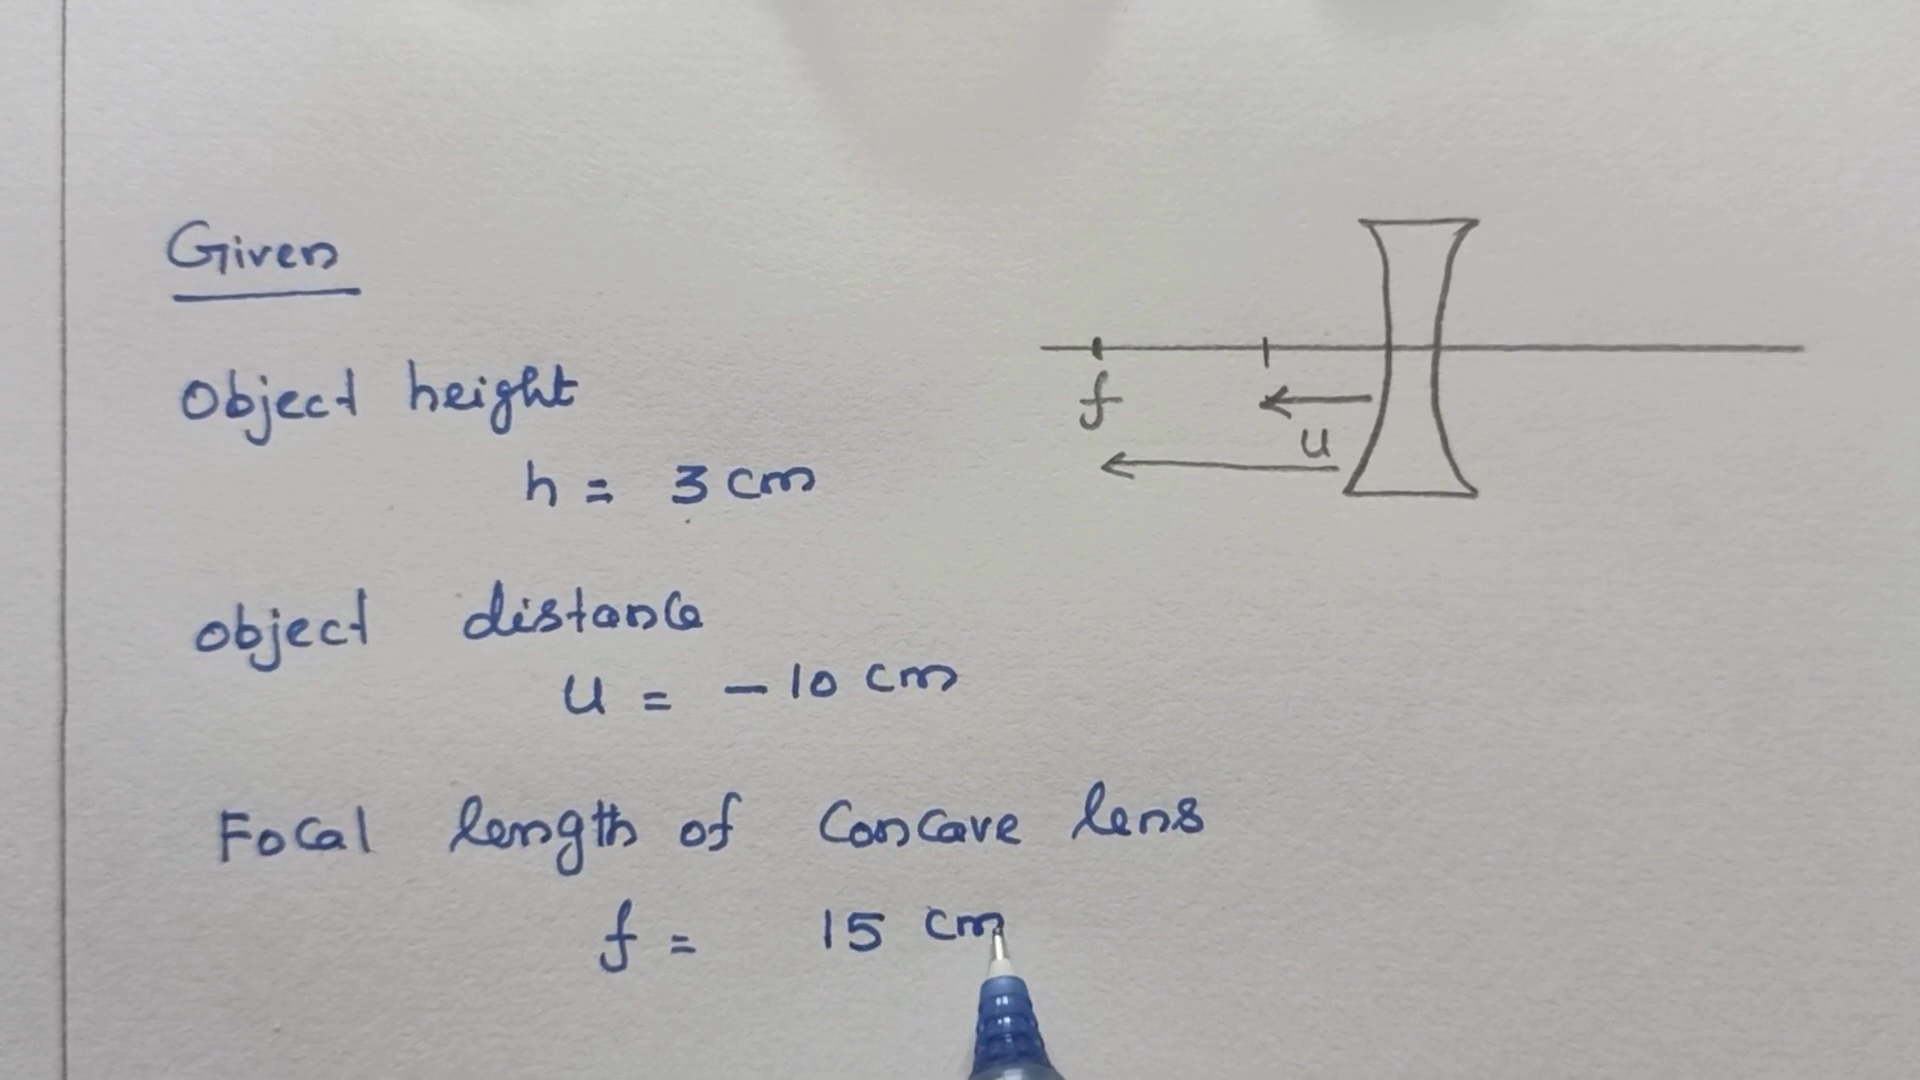 Given
Object height
h = 3 cm
object distance
u = - 10 cm
Focal length of Concave lens
f = 15 cm
f
u